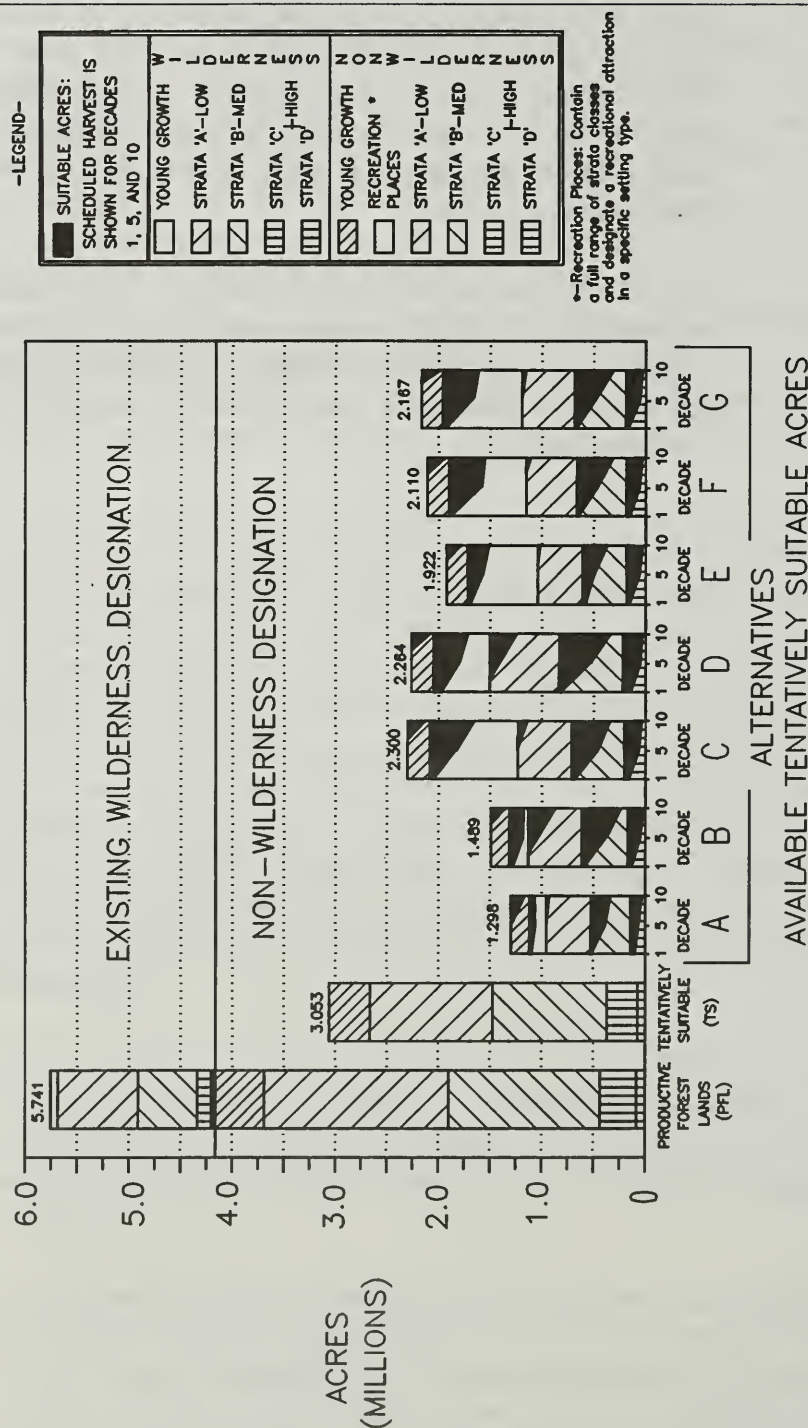 -LEGEND-
SUITABLE ACRES:
SCHEDULED HARVEST IS
SHOWN FOR DECADES
1, 5, AND 10
YOUNG GROWTH
STRATA 'A'-LOW
STRATA 'B'-MED
STRATA 'C'
HIGH
STRATA 'D'
WILDERNESS
YOUNG GROWTH
RECREATION *
PLACES
STRATA 'A'-LOW
STRATA 'B'-MED
STRATA 'C'
HIGH
STRATA 'D'
NON WILDERNESS
*-Recreation Places: Contain
a full range of strata classes
and designate a recreational attraction
in a specific setting type.
ACRES
(MILLIONS)
6.0
5.0
4.0
3.0
2.0
1.0
0
EXISTING WILDERNESS DESIGNATION
NON-WILDERNESS DESIGNATION
5.741
3.053
1.298
1.489
2.300
2.264
1.922
2.110
2.167
PRODUCTIVE
FOREST
LANDS
(PFL)
TENTATIVELY
SUITABLE
(TS)
1 5 10
DECADE
A
1 5 10
DECADE
B
1 5 10
DECADE
C
1 5 10
DECADE
D
1 5 10
DECADE
E
1 5 10
DECADE
F
1 5 10
DECADE
G
ALTERNATIVES
AVAILABLE TENTATIVELY SUITABLE ACRES